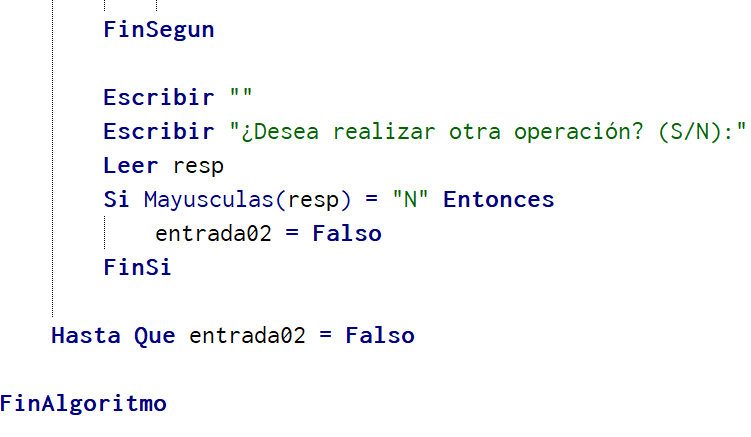 FinSegun
Escribir ""
Escribir "¿Desea realizar otra operación? (S/N):"
Leer resp
Si Mayusculas(resp) = "N" Entonces
entrada02 = Falso
FinSi
Hasta Que entrada02 = Falso
FinAlgoritmo